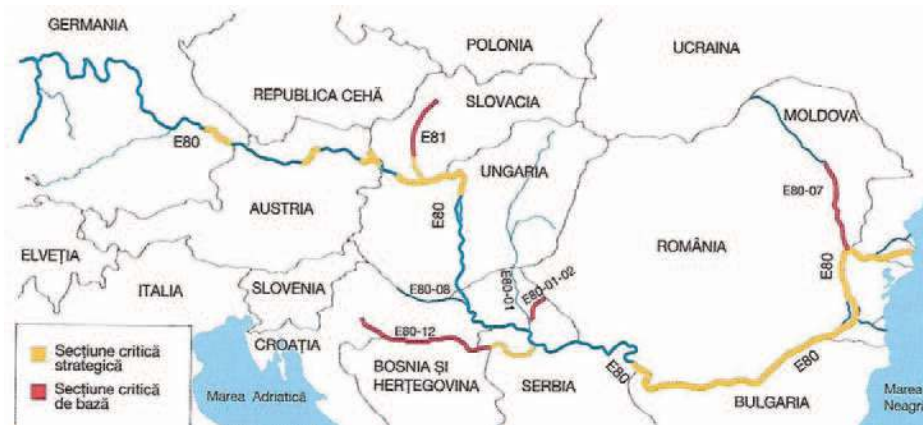 GERMANIA
POLONIA
UCRAINA
REPUBLICA CEHĂ
SLOVACIA
MOLDOVA
E80
E81
UNGARIA
E80-07
AUSTRIA
E80
ROMÂNIA
E80
ELVEȚIA
ITALIA
SLOVENIA
E80-08
E80-01
E80-01-02
CROAȚIA
E80-12
BOSNIA ȘI
HERȚEGOVINA
SERBIA
E80
E80
BULGARIA
Secțiune critică
strategică
Secțiune critică
de bază
Marea Adriatică
Marea
Neagră